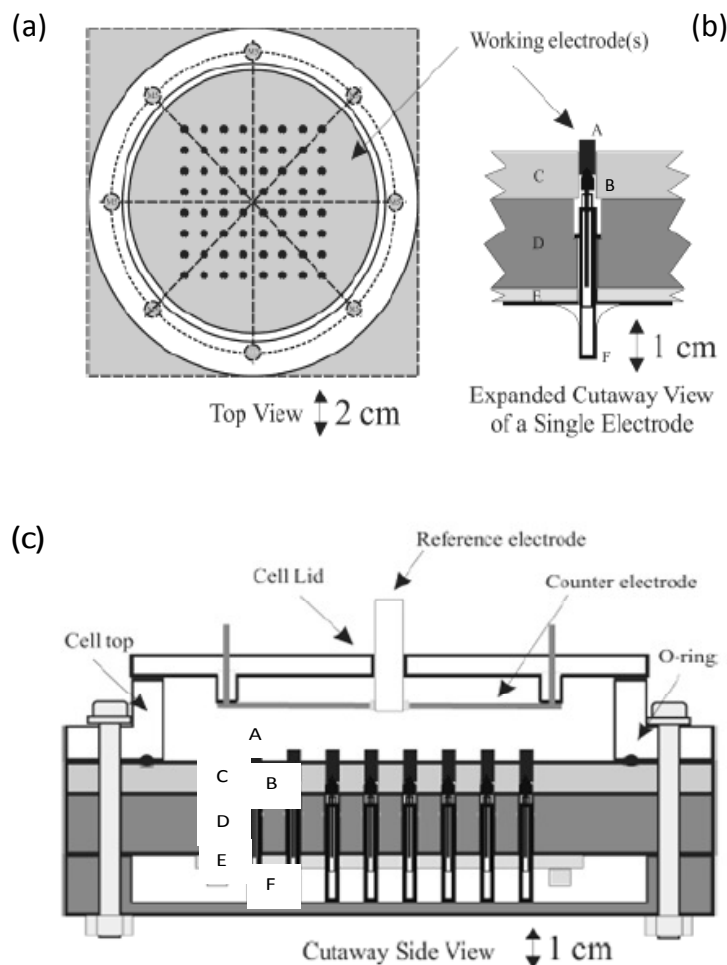 (a)
(b)
Working electrode(s)
A
B
C
D
E
F
1 cm
Top View
2 cm
Expanded Cutaway View
of a Single Electrode
(c)
Reference electrode
Cell Lid
Counter electrode
Cell top
O-ring
A
C
B
D
E
F
Cutaway Side View
1 cm